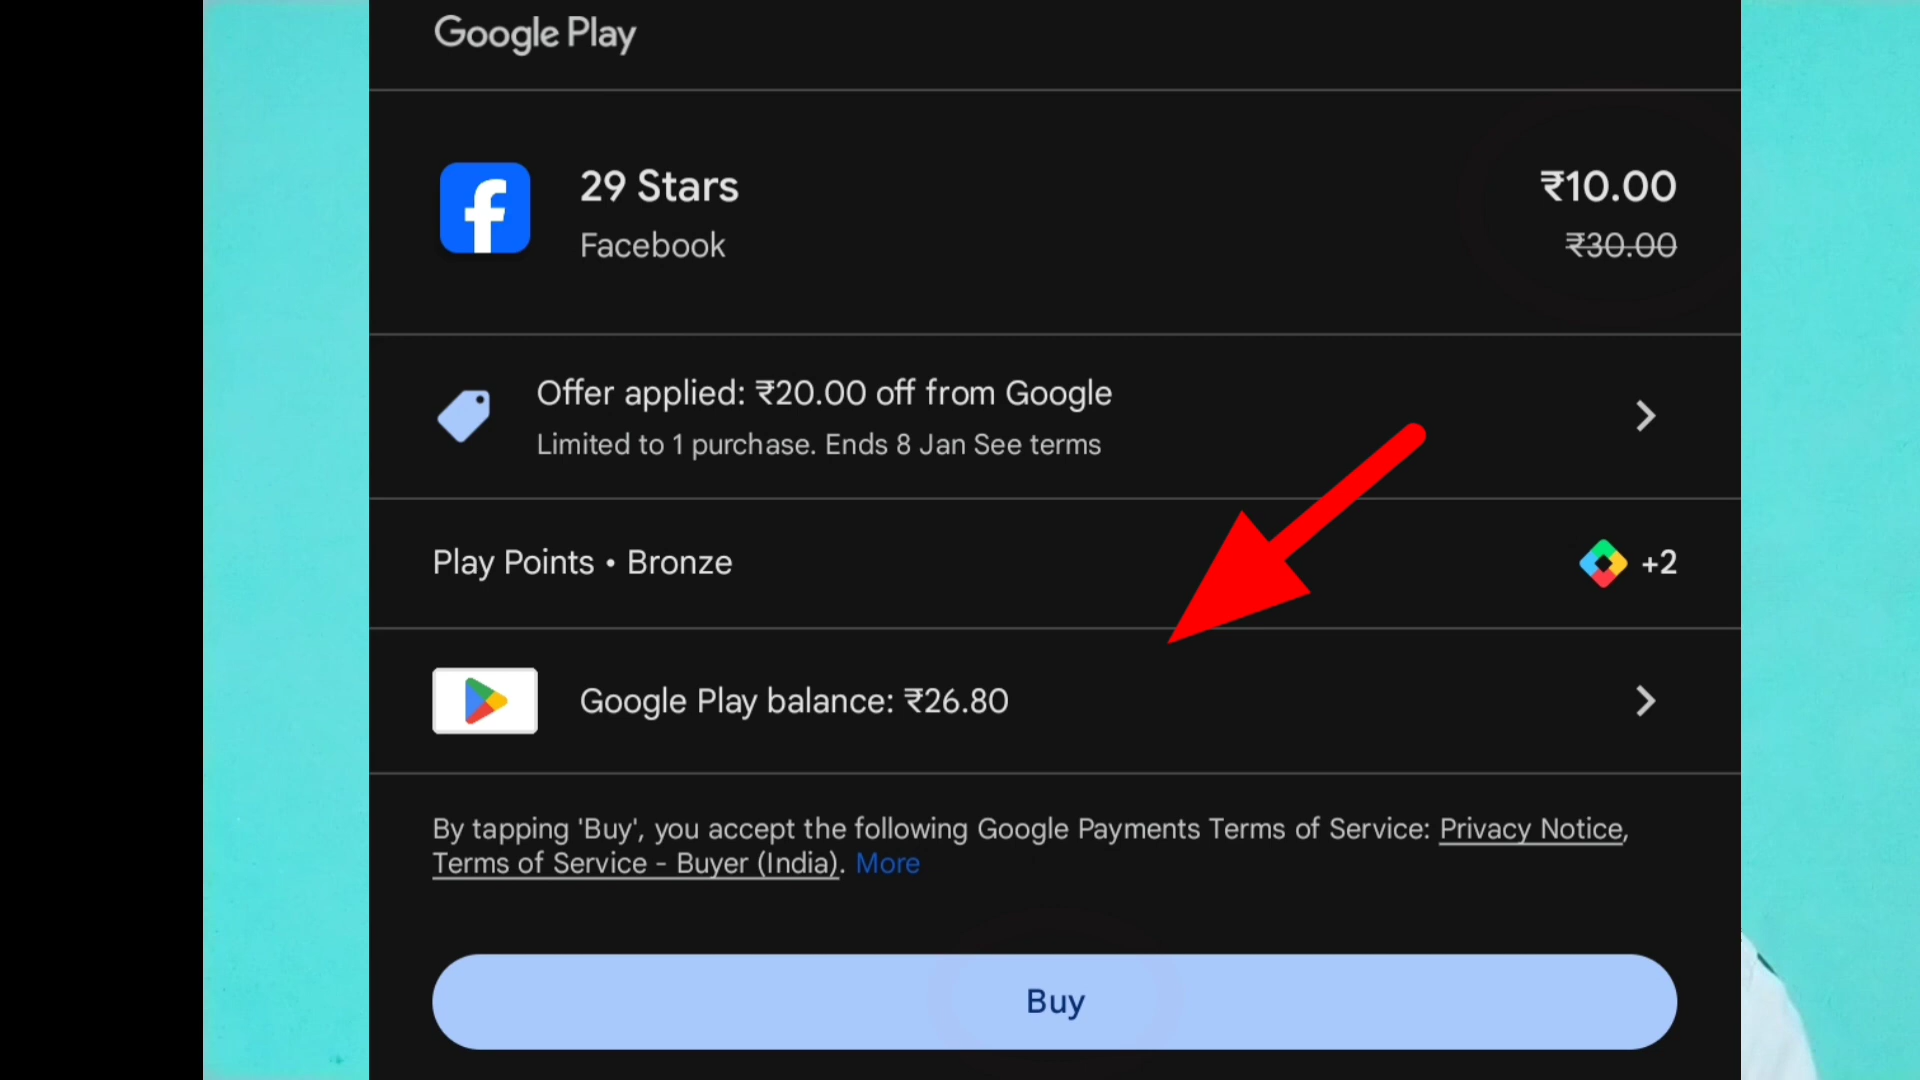 Google Play
29 Stars
₹10.00
Facebook
₹30.00
Offer applied: ₹20.00 off from Google
Limited to 1 purchase. Ends 8 Jan See terms
Play Points • Bronze
+2
Google Play balance: ₹26.80
By tapping 'Buy', you accept the following Google Payments Terms of Service: Privacy Notice,
Terms of Service - Buyer (India). More
Buy